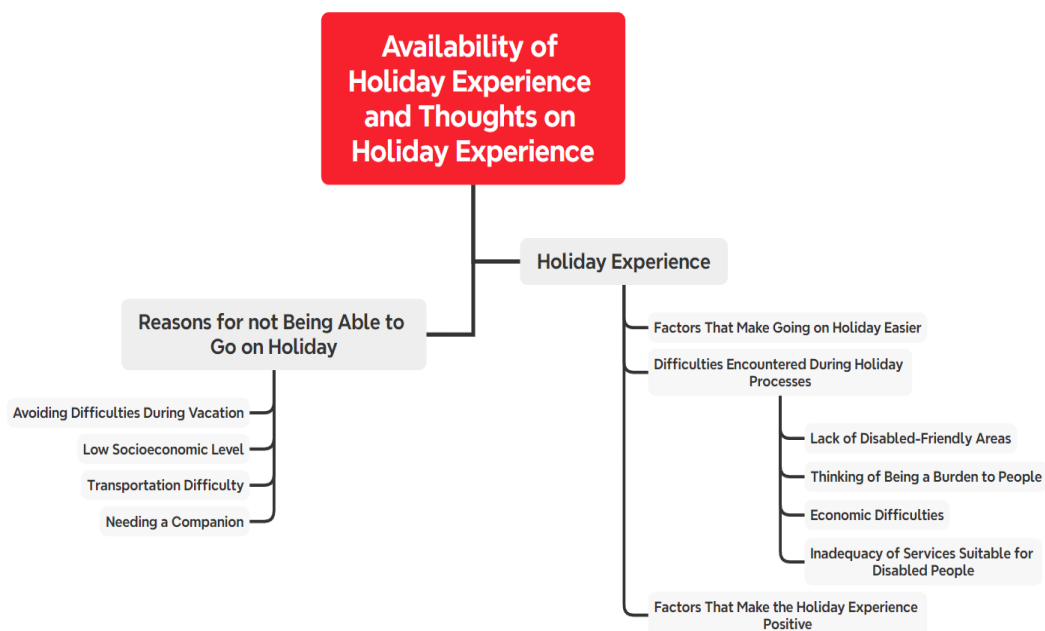 Availability of
Holiday Experience
and Thoughts on
Holiday Experience
Holiday Experience
Reasons for not Being Able to
Go on Holiday
Factors That Make Going on Holiday Easier
Difficulties Encountered During Holiday
Processes
Avoiding Difficulties During Vacation
Low Socioeconomic Level
Transportation Difficulty
Needing a Companion
Lack of Disabled-Friendly Areas
Thinking of Being a Burden to People
Economic Difficulties
Inadequacy of Services Suitable for
Disabled People
Factors That Make the Holiday Experience
Positive